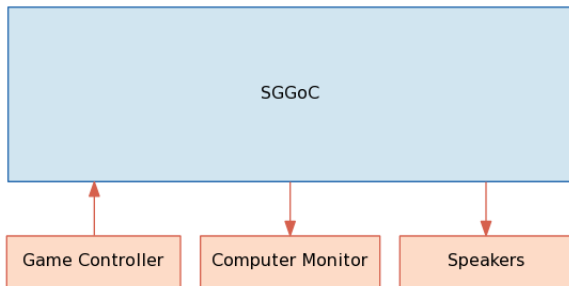 SGGoC
Game Controller
Computer Monitor
Speakers